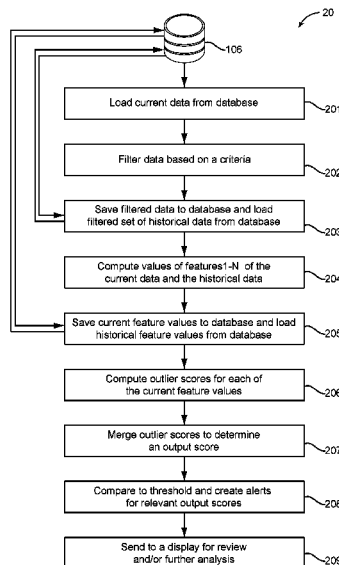 20
106
Load current data from database
201
Filter data based on a criteria
202
Save filtered data to database and load
filtered set of historical data from database
203
Compute values of features1-N of the
current data and the historical data
204
Save current feature values to database and load
historical feature values from database
205
Compute outlier scores for each of
the current feature values
206
Merge outlier scores to determine
an output score
207
Compare to threshold and create alerts
for relevant output scores
208
Send to a display for review
and/or further analysis
209